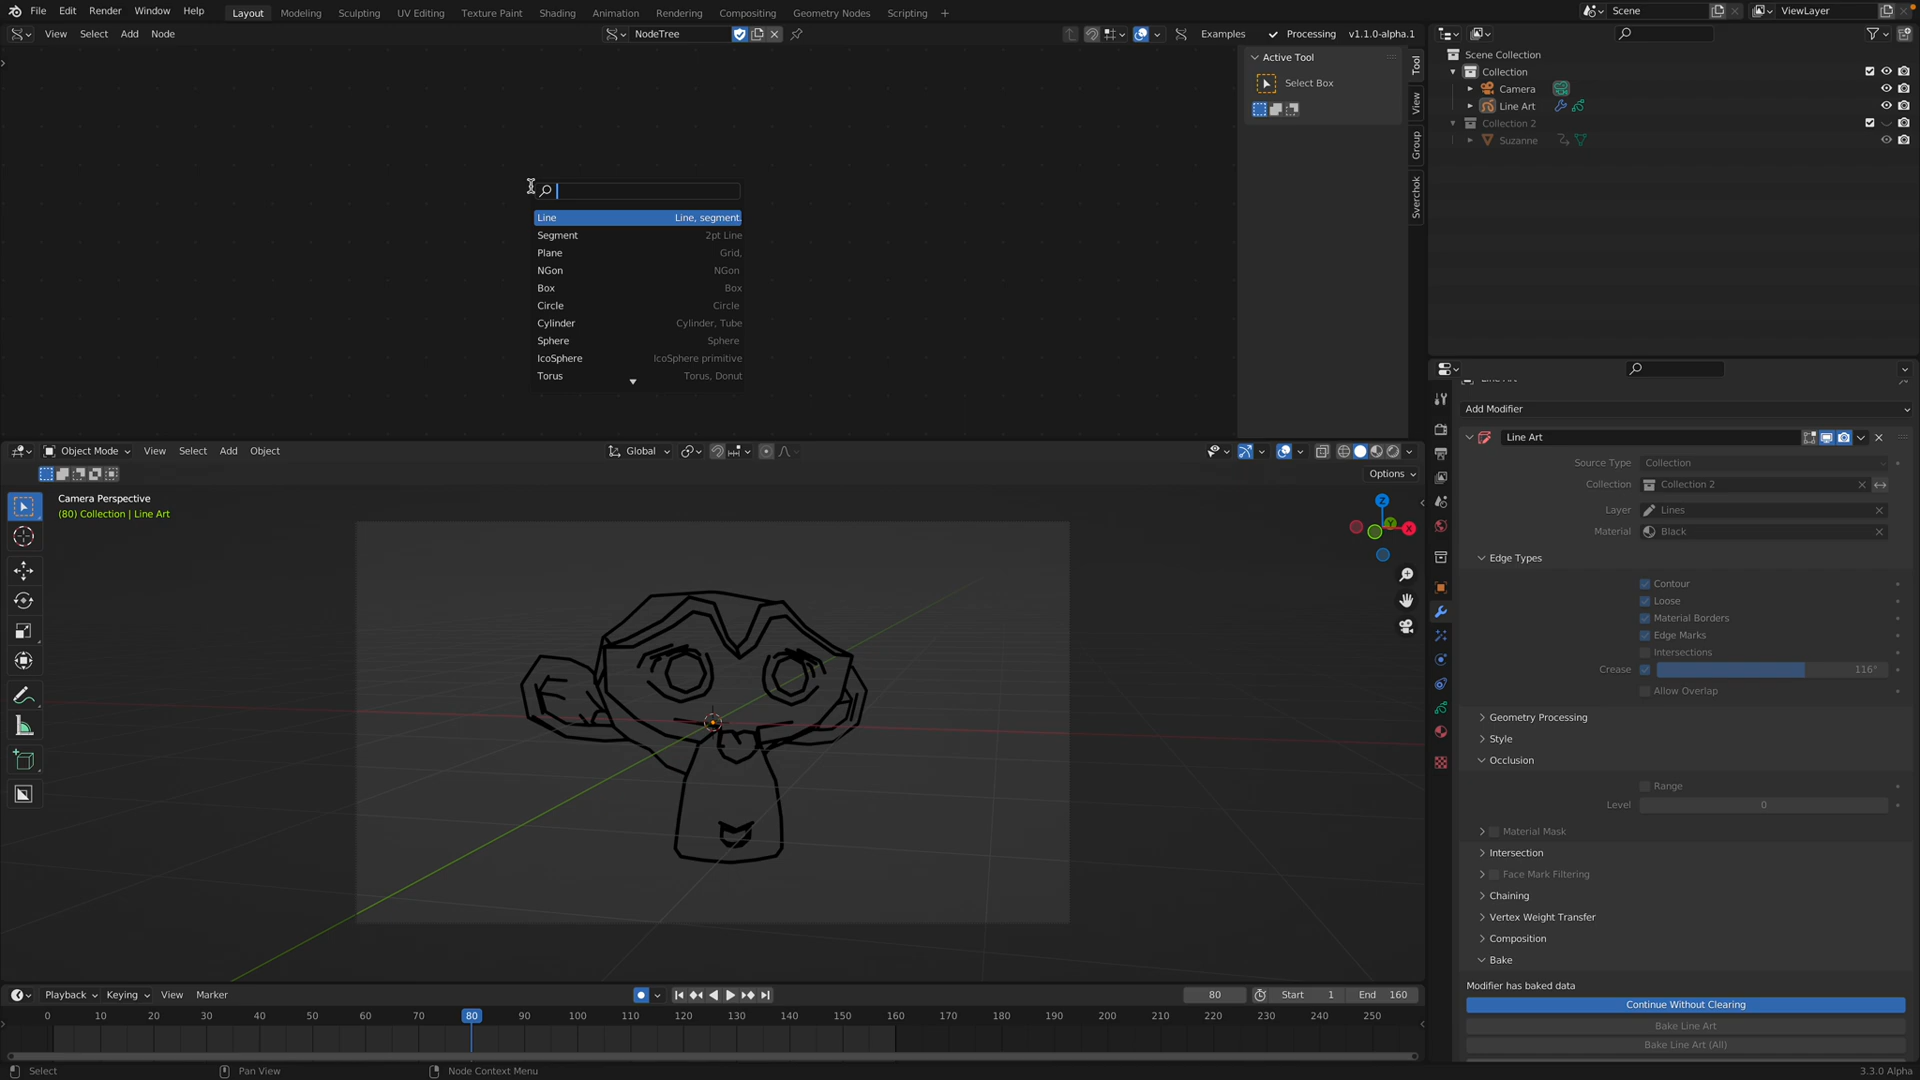 File Edit Render Window Help Layout Modeling Sculpting UV Editing Texture Paint Shading Animation Rendering Compositing Geometry Nodes Scripting + Scene ViewLayer
View Select Add Node NodeTree Examples Processing v1.1.0-alpha.1
Active Tool
Select Box
Tool
View
Group
Sverchok
Line Line, segment.
Segment 2pt Line
Plane Grid,
NGon NGon
Box Box
Circle Circle
Cylinder Cylinder, Tube
Sphere Sphere
IcoSphere IcoSphere primitive
Torus Torus, Donut
Scene Collection
Collection
Camera
Line Art
Collection 2
Suzanne
Object Mode View Select Add Object Global
Options
Camera Perspective
(80) Collection | Line Art
Z
Y
X
Add Modifier
Line Art
Source Type Collection
Collection Collection 2
Layer Lines
Material Black
Edge Types
Contour
Loose
Material Borders
Edge Marks
Intersections
Crease 116°
Allow Overlap
Geometry Processing
Style
Occlusion
Range
Level 0
Material Mask
Intersection
Face Mark Filtering
Chaining
Vertex Weight Transfer
Composition
Bake
Modifier has baked data
Continue Without Clearing
Bake Line Art
Bake Line Art (All)
Playback Keying View Marker 80 Start 1 End 160
0 10 20 30 40 50 60 70 80 90 100 110 120 130 140 150 160 170 180 190 200 210 220 230 240 250
Select Pan View Node Context Menu 3.3.0 Alpha